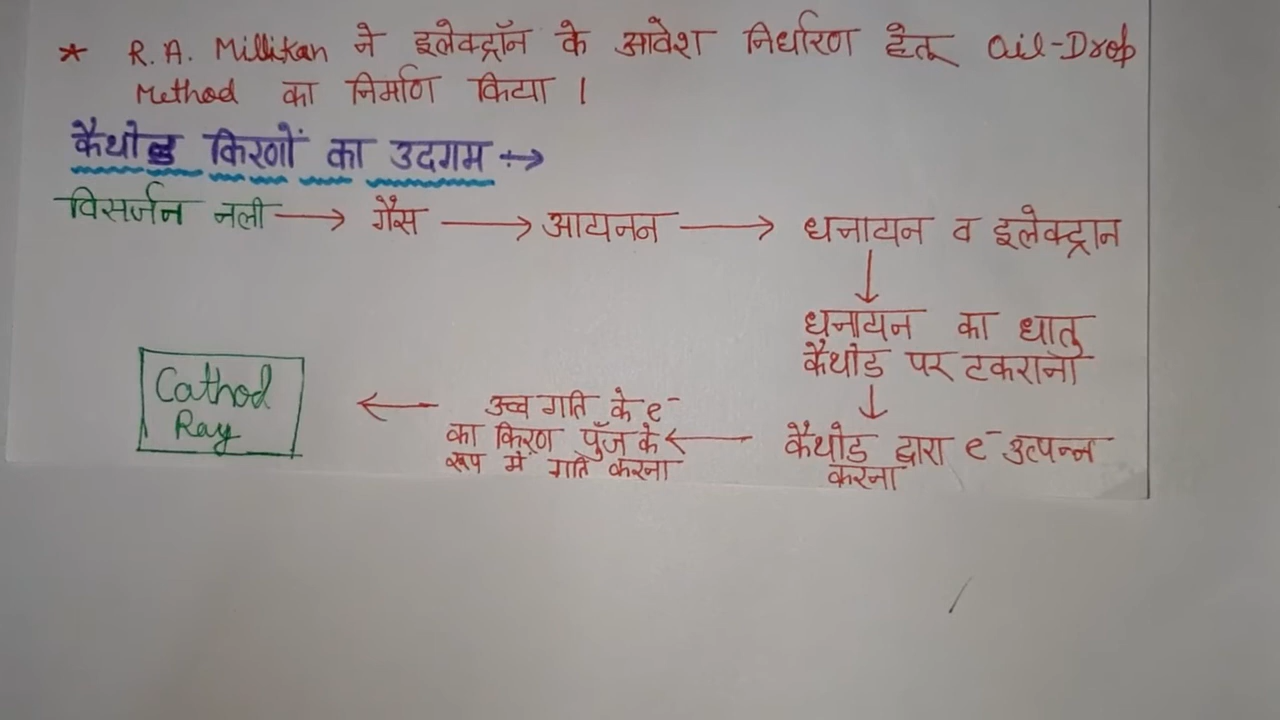 * R. A. Millikan ने इलेक्ट्रॉन के आवेश निर्धारण हेतू Oil-Drop
Method का निर्माण किया ।
कैथोड किरणों का उदगम →
विसर्जन नली → गैस → आयनन → धनायन व इलेक्ट्रान
↓
धनायन का धातु
कैथोड पर टकराना
↓
कैथोड द्वारा e⁻ उत्पन्न
करना
← उच्च गति के e⁻
का किरण पुँज के ←
रूप में गति करना
Cathod
Ray